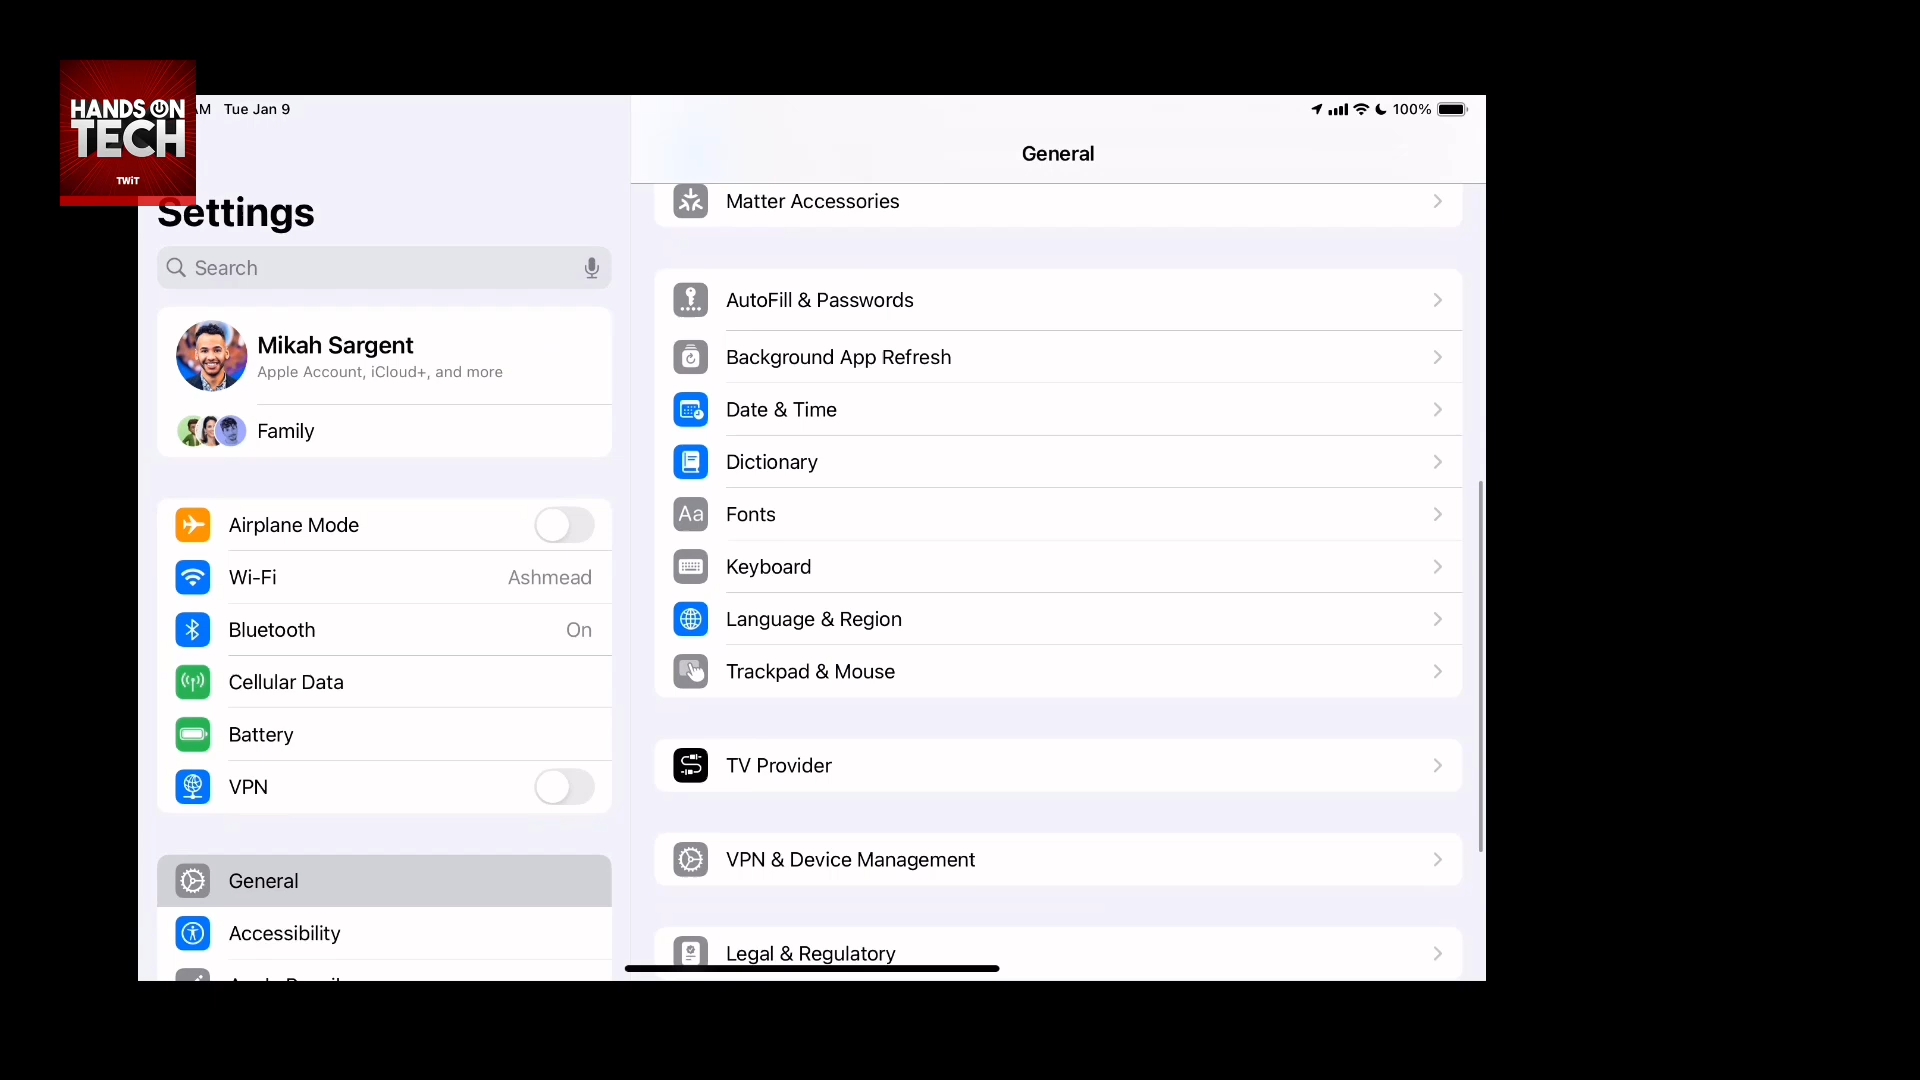 HANDS ON
TECH
TWiT
AM Tue Jan 9
100%
Settings
Search
Mikah Sargent
Apple Account, iCloud+, and more
Family
Airplane Mode
Wi-Fi Ashmead
Bluetooth On
Cellular Data
Battery
VPN
General
Accessibility
General
Matter Accessories
AutoFill & Passwords
Background App Refresh
Date & Time
Dictionary
Aa Fonts
Keyboard
Language & Region
Trackpad & Mouse
TV Provider
VPN & Device Management
Legal & Regulatory